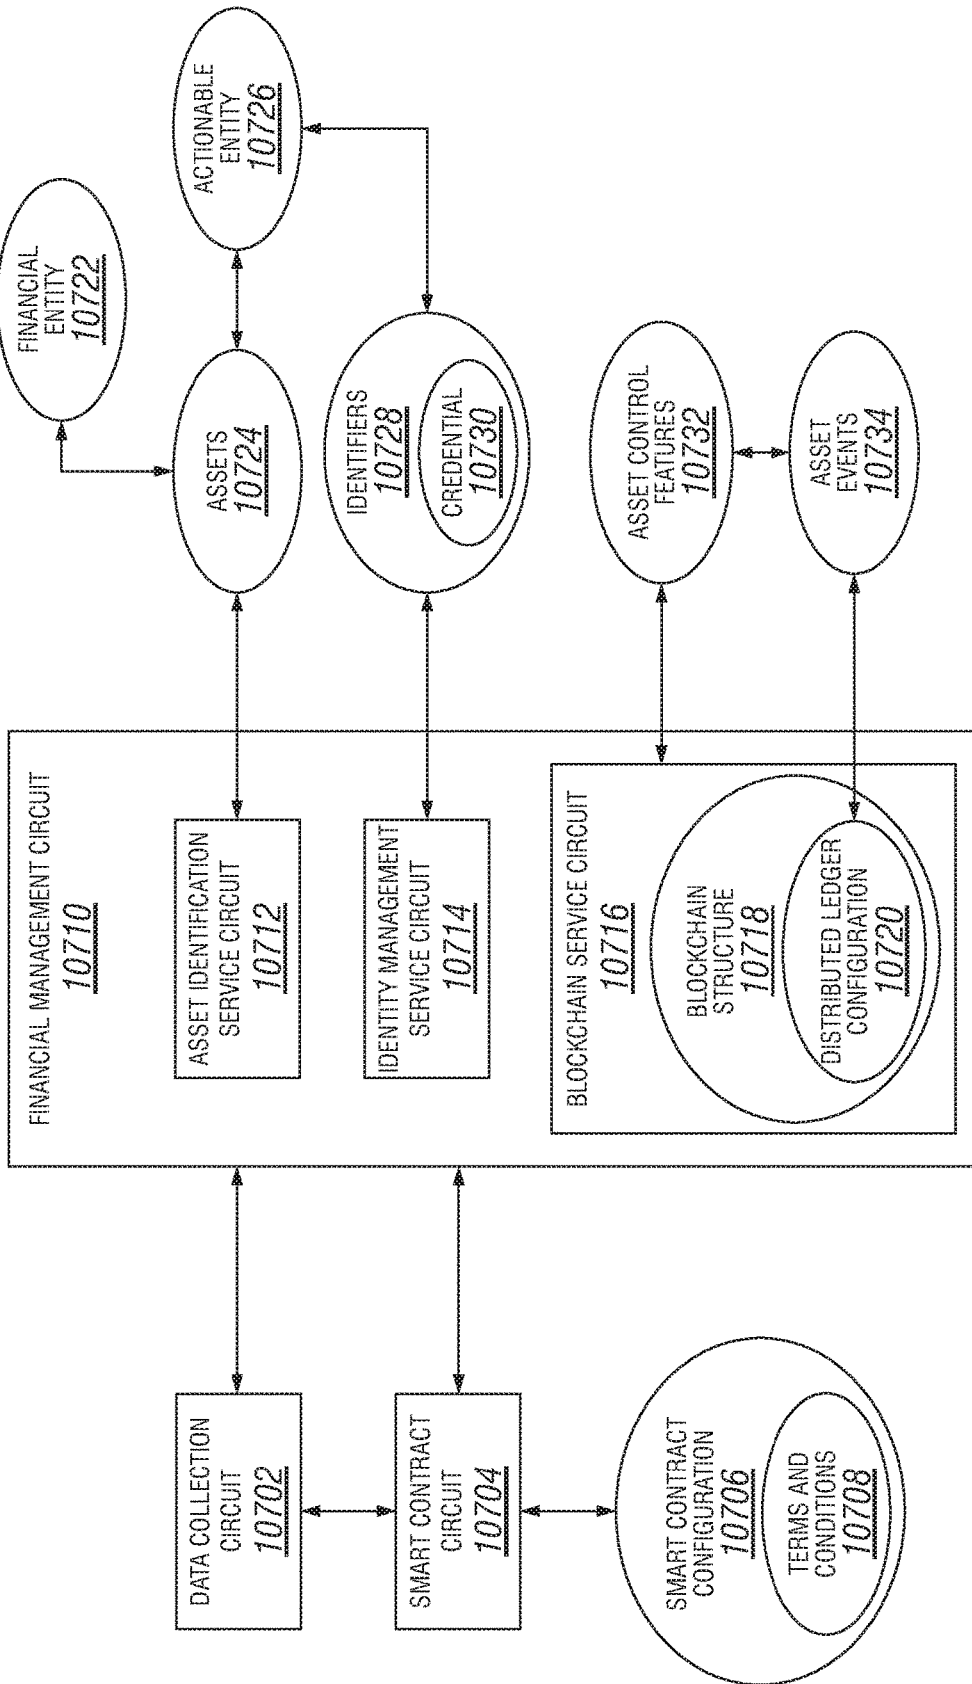 FINANCIAL MANAGEMENT CIRCUIT
10710
DATA COLLECTION
CIRCUIT
10702
SMART CONTRACT
CIRCUIT
10704
SMART CONTRACT
CONFIGURATION
10706
TERMS AND
CONDITIONS
10708
ASSET IDENTIFICATION
SERVICE CIRCUIT
10712
IDENTITY MANAGEMENT
SERVICE CIRCUIT
10714
BLOCKCHAIN SERVICE CIRCUIT
10716
BLOCKCHAIN
STRUCTURE
10718
DISTRIBUTED LEDGER
CONFIGURATION
10720
FINANCIAL
ENTITY
10722
ASSETS
10724
ACTIONABLE
ENTITY
10726
IDENTIFIERS
10728
CREDENTIAL
10730
ASSET CONTROL
FEATURES
10732
ASSET
EVENTS
10734